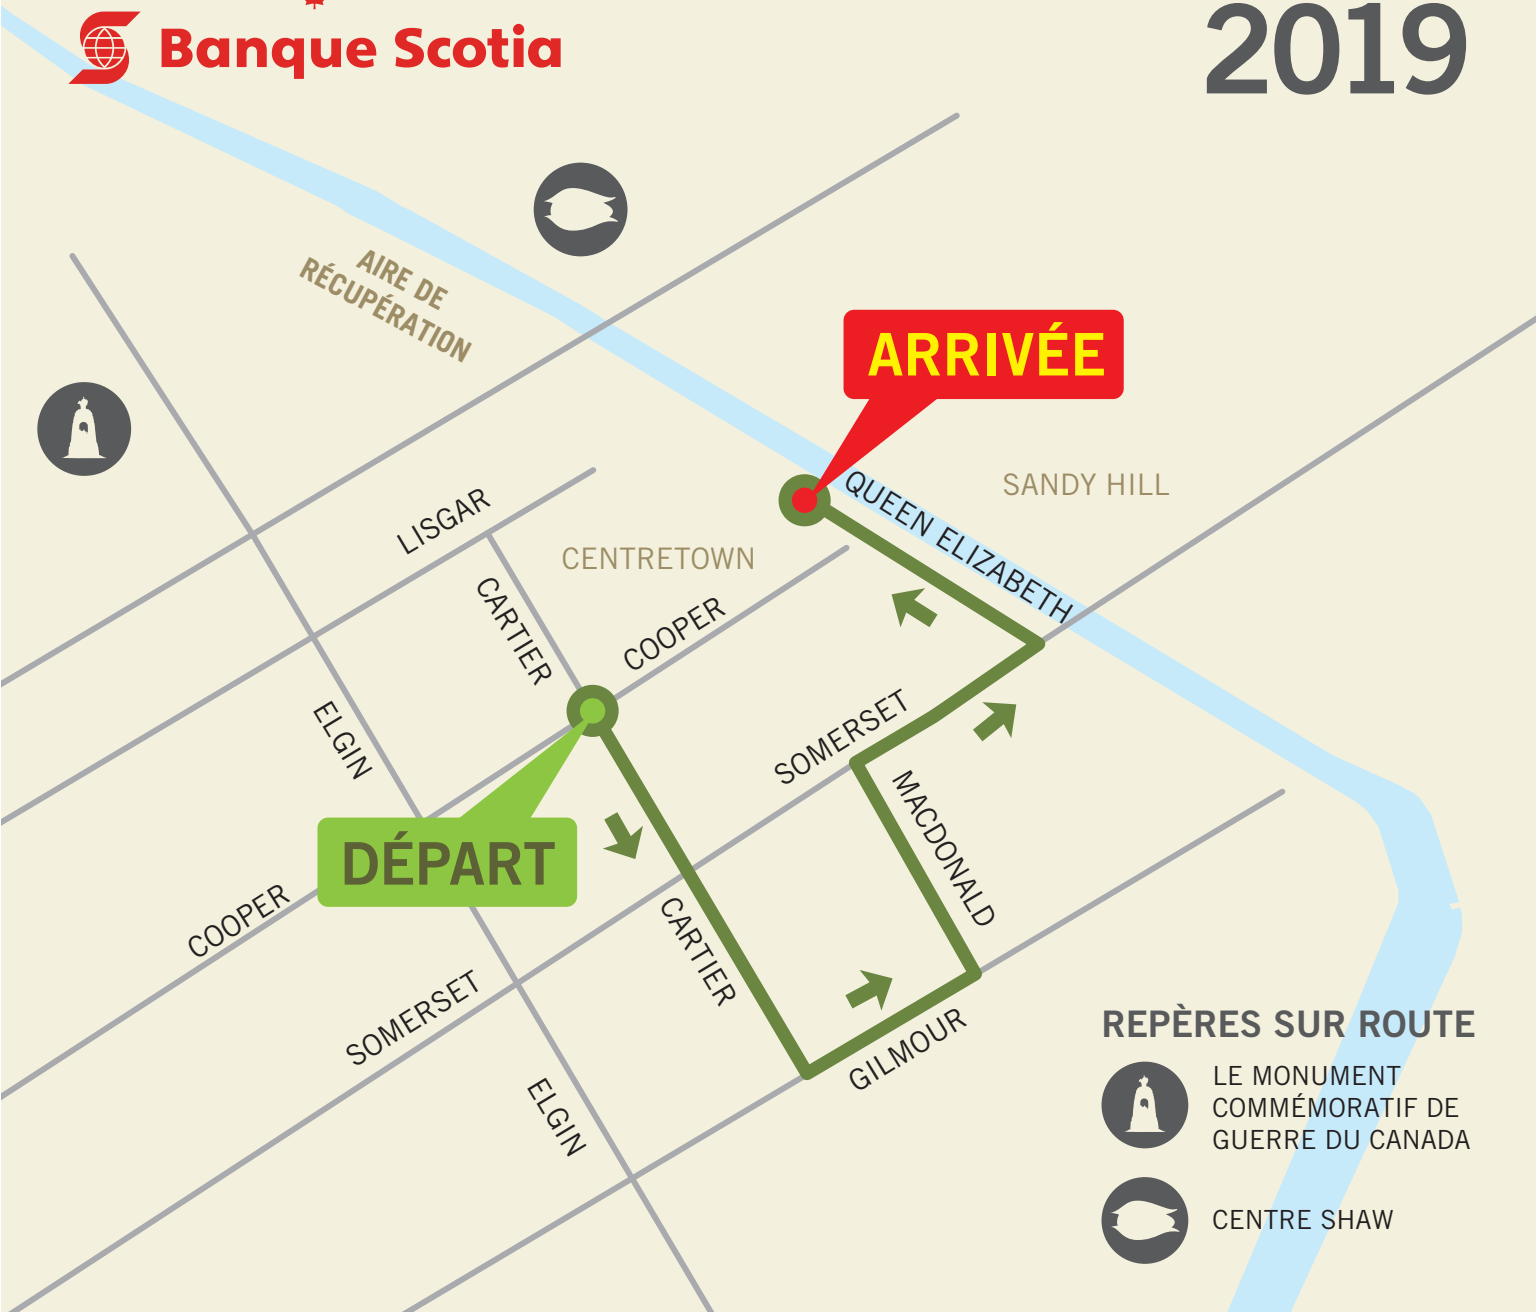 Banque Scotia
2019
AIRE DE
RÉCUPÉRATION
ARRIVÉE
QUEEN ELIZABETH
SANDY HILL
LISGAR
CENTRETOWN
CARTIER
COOPER
ELGIN
SOMERSET
MACDONALD
DÉPART
COOPER
CARTIER
SOMERSET
GILMOUR
ELGIN
REPÈRES SUR ROUTE
LE MONUMENT
COMMÉMORATIF DE
GUERRE DU CANADA
CENTRE SHAW